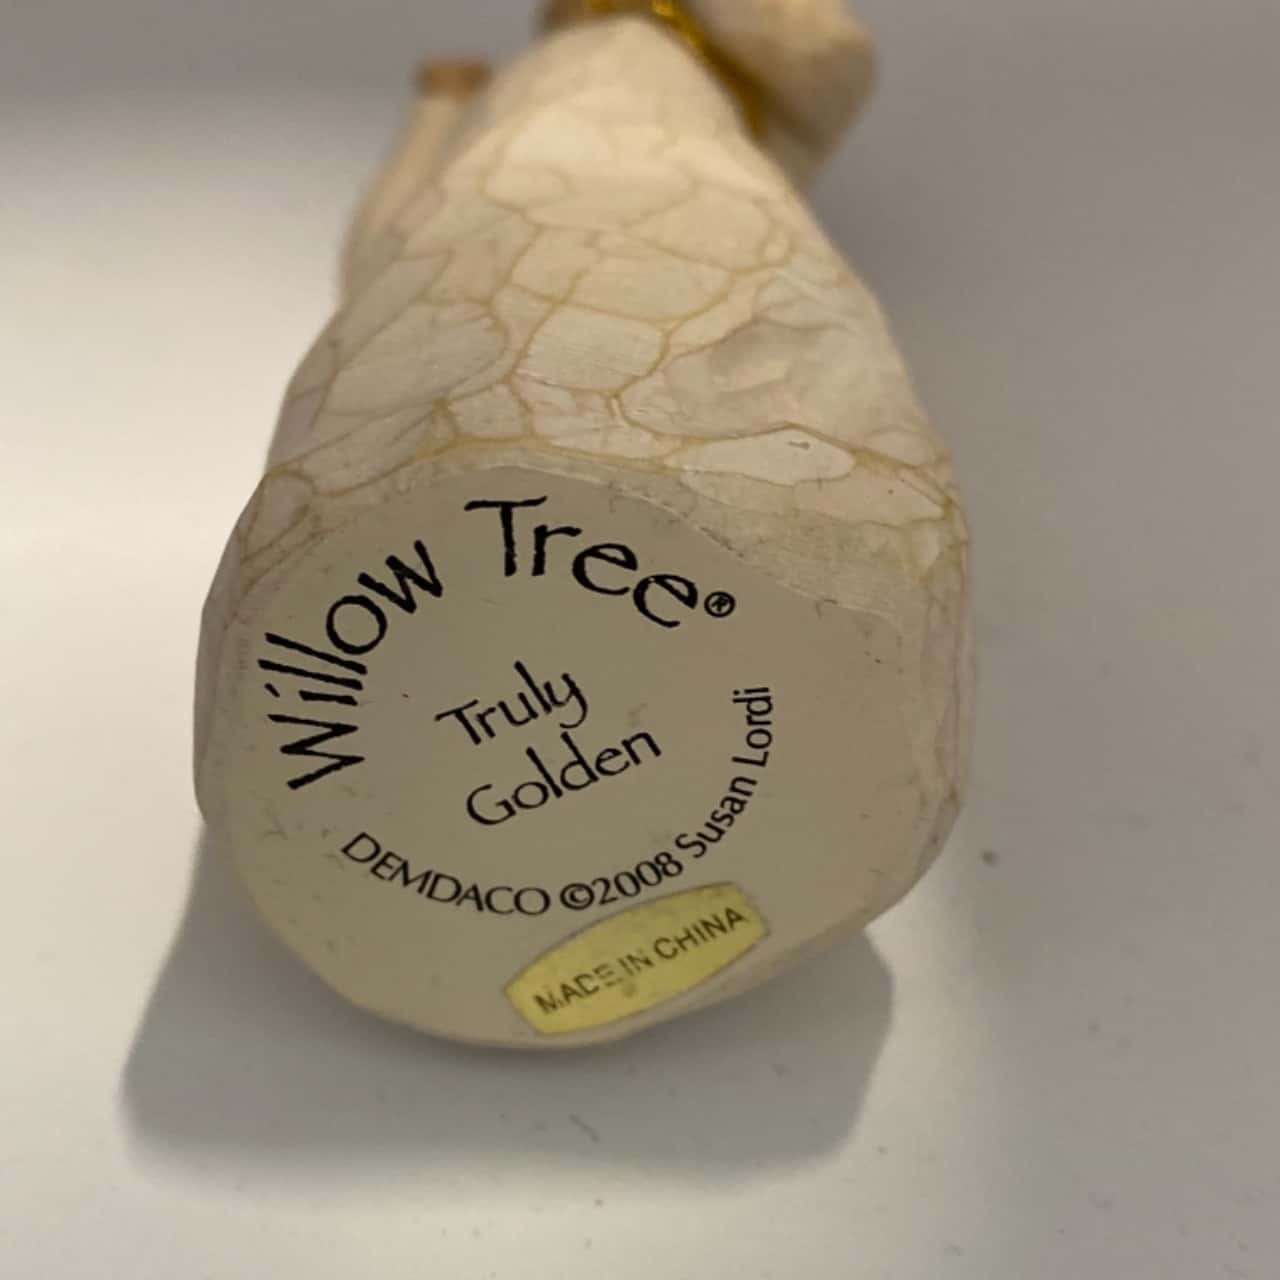 Willow Tree®
Truly
Golden
DEMDACO ©2008 Susan Lordi
MADE IN CHINA